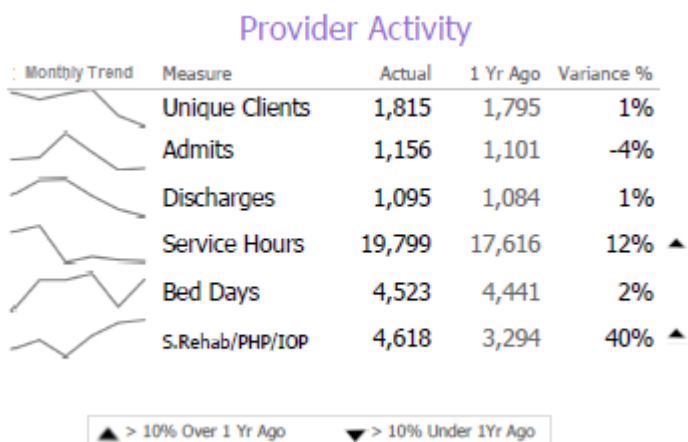 Provider Activity
Monthly Trend Measure Actual 1 Yr Ago Variance %
Unique Clients 1,815 1,795 1%
Admits 1,156 1,101 -4%
Discharges 1,095 1,084 1%
Service Hours 19,799 17,616 12% ▲
Bed Days 4,523 4,441 2%
S.Rehab/PHP/IOP 4,618 3,294 40% ▲
▲ > 10% Over 1 Yr Ago ▼ > 10% Under 1Yr Ago